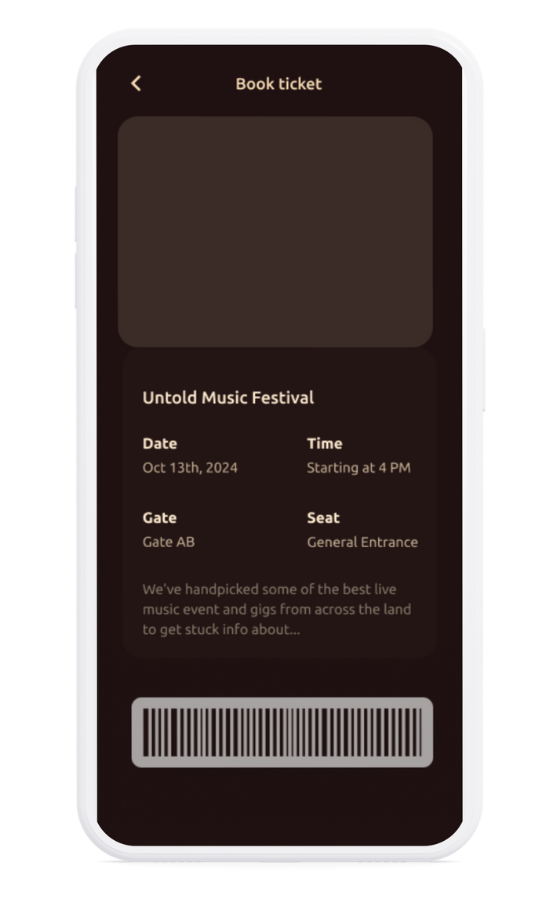 Book ticket
Untold Music Festival
Date
Time
Oct 13th, 2024
Starting at 4 PM
Gate
Seat
Gate AB
General Entrance
We've handpicked some of the best live
music event and gigs from across the land
to get stuck info about...